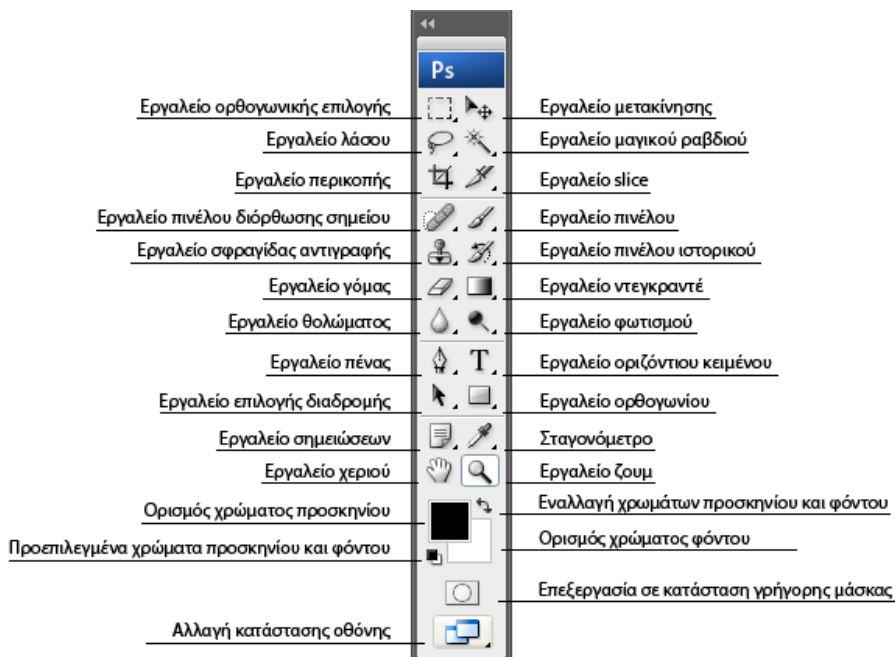 Ps
Εργαλείο ορθογωνικής επιλογής
Εργαλείο μετακίνησης
Εργαλείο λάσου
Εργαλείο μαγικού ραβδιού
Εργαλείο περικοπής
Εργαλείο slice
Εργαλείο πινέλου διόρθωσης σημείου
Εργαλείο πινέλου
Εργαλείο σφραγίδας αντιγραφής
Εργαλείο πινέλου ιστορικού
Εργαλείο γόμας
Εργαλείο ντεγκραντέ
Εργαλείο θολώματος
Εργαλείο φωτισμού
Εργαλείο πένας
T
Εργαλείο οριζόντιου κειμένου
Εργαλείο επιλογής διαδρομής
Εργαλείο ορθογωνίου
Εργαλείο σημειώσεων
Σταγονόμετρο
Εργαλείο χεριού
Εργαλείο ζουμ
Ορισμός χρώματος προσκηνίου
Εναλλαγή χρωμάτων προσκηνίου και φόντου
Προεπιλεγμένα χρώματα προσκηνίου και φόντου
Ορισμός χρώματος φόντου
Επεξεργασία σε κατάσταση γρήγορης μάσκας
Αλλαγή κατάστασης οθόνης